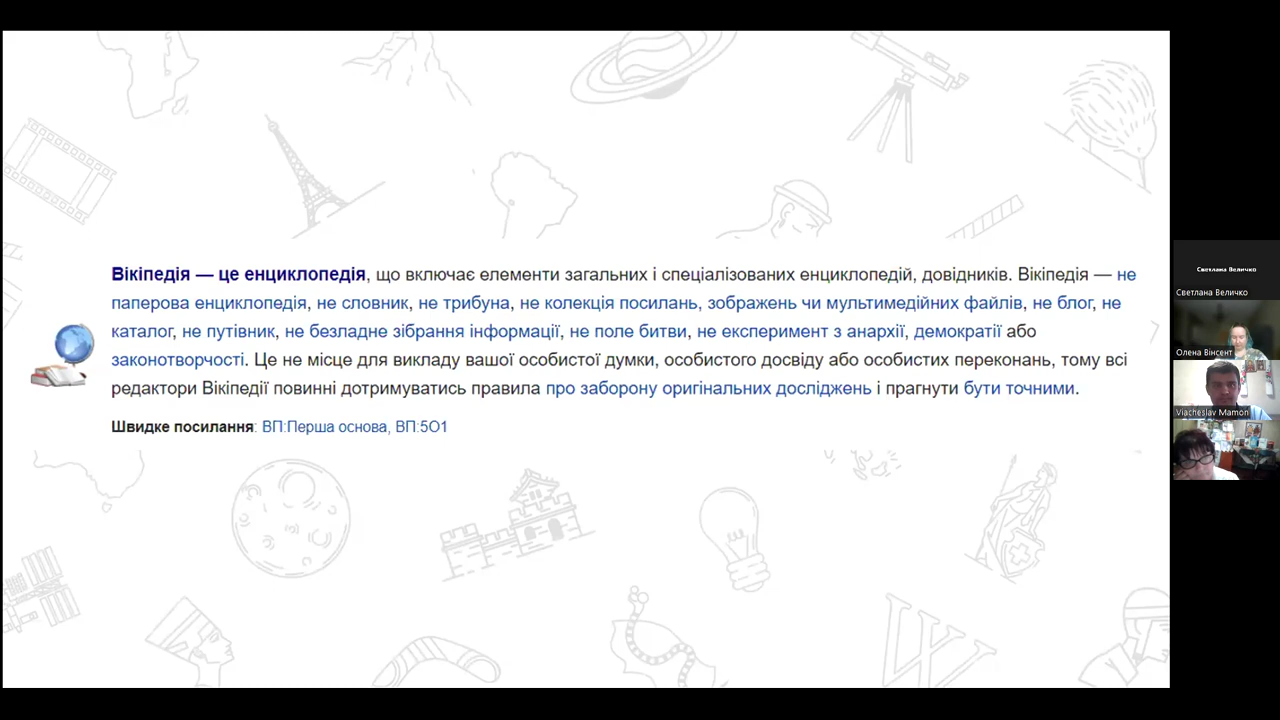 Вікіпедія — це енциклопедія, що включає елементи загальних і спеціалізованих енциклопедій, довідників. Вікіпедія — не
паперова енциклопедія, не словник, не трибуна, не колекція посилань, зображень чи мультимедійних файлів, не блог, не
каталог, не путівник, не безладне зібрання інформації, не поле битви, не експеримент з анархії, демократії або
законотворчості. Це не місце для викладу вашої особистої думки, особистого досвіду або особистих переконань, тому всі
редактори Вікіпедії повинні дотримуватись правила про заборону оригінальних досліджень і прагнути бути точними.
Швидке посилання: ВП:Перша основа, ВП:5О1
Светлана Величко
Светлана Величко
Олена Вінсент
Viacheslav Mamon